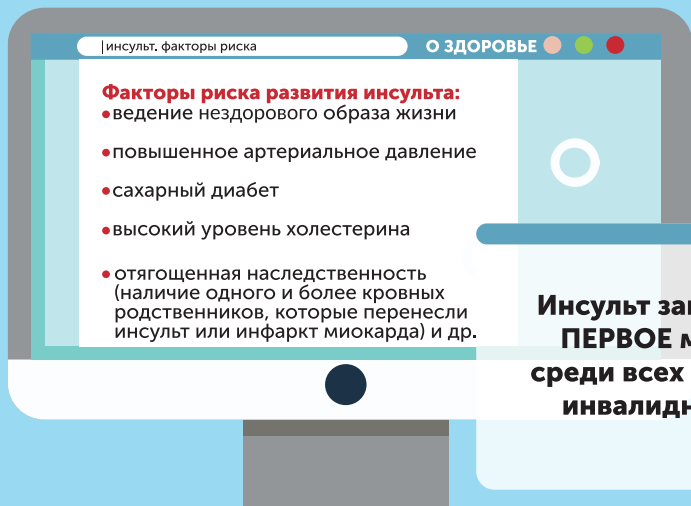 инсульт. факторы риска
О ЗДОРОВЬЕ
Факторы риска развития инсульта:
•ведение нездорового образа жизни
•повышенное артериальное давление
•сахарный диабет
•высокий уровень холестерина
•отягощенная наследственность
(наличие одного и более кровных
родственников, которые перенесли
инсульт или инфаркт миокарда) и др.
Инсульт
ПЕРВОЕ
среди всех